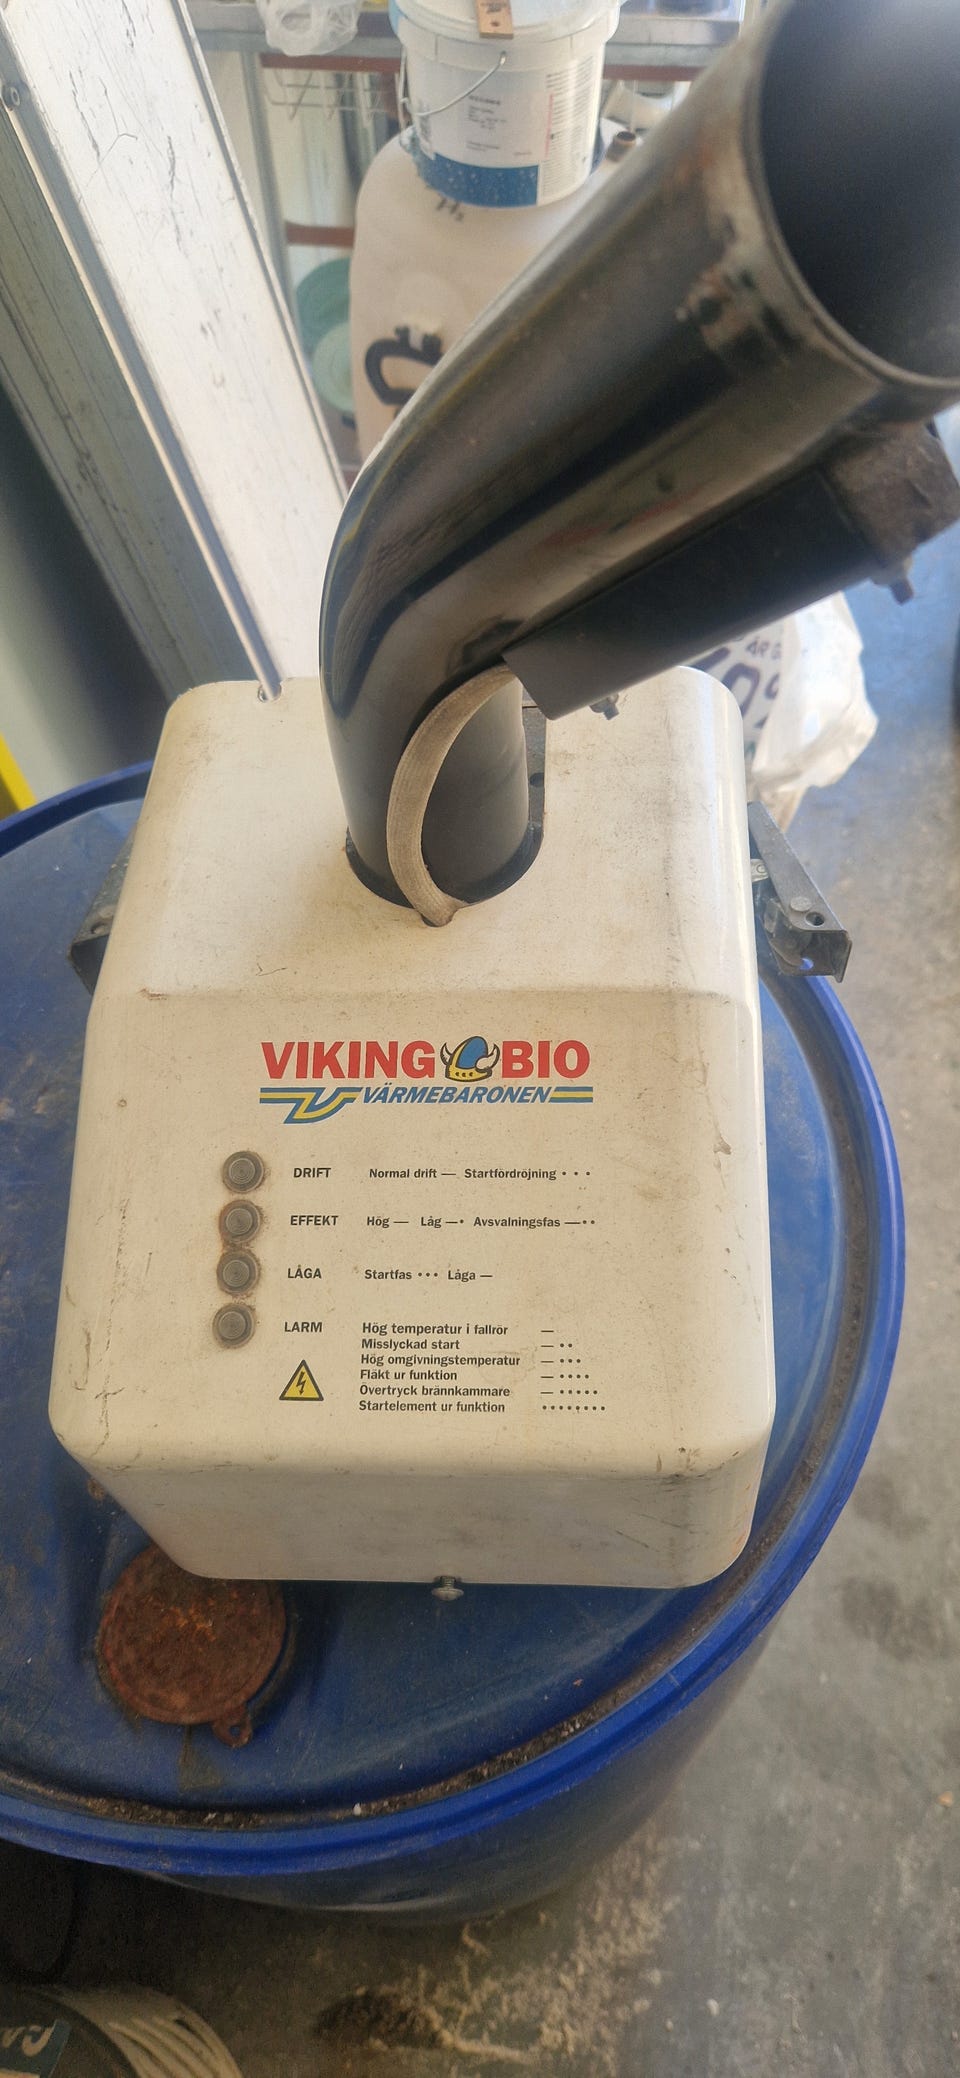 VIKING BIO
VÄRMEBARONEN
DRIFT Normal drift — Startfördröjning • • •
EFFEKT Hög — Låg —• Avsvalningsfas —••
LÅGA Startfas ••• Låga —
LARM Hög temperatur i fallrör —
Misslyckad start — ••
Hög omgivningstemperatur — •••
Fläkt ur funktion — ••••
Övertryck brännkammare — •••••
Startelement ur funktion ••••••••